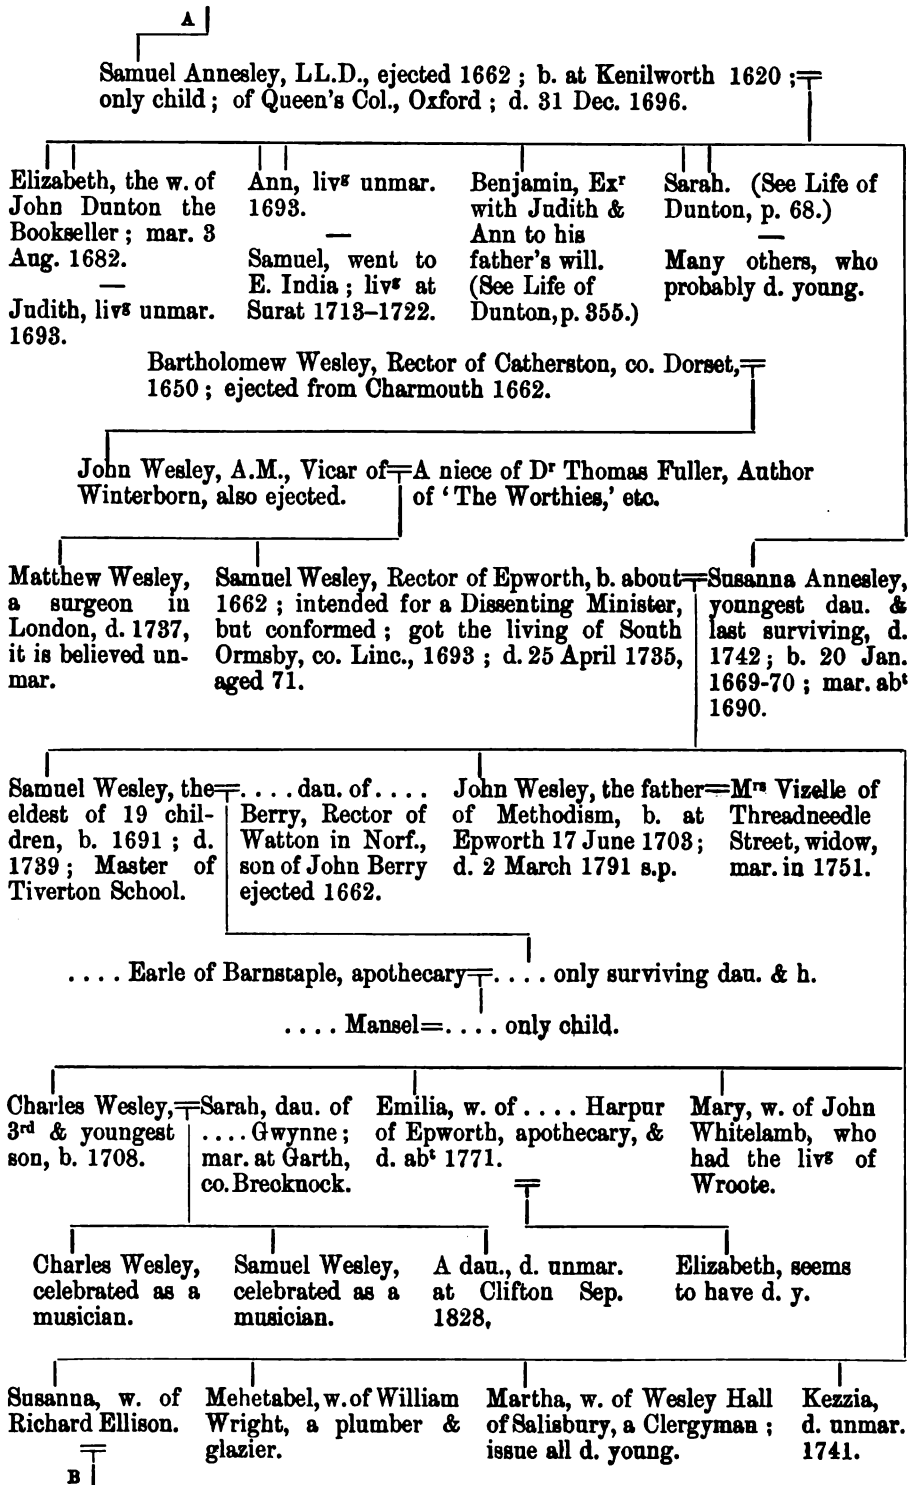 A
Samuel Annesley, LL.D., ejected 1662 ; b. at Kenilworth 1620 ;
only child ; of Queen's Col., Oxford ; d. 31 Dec. 1696.
Elizabeth, the w. of
John Dunton the
Bookseller ; mar. 3
Aug. 1682.
—
Judith, livᵍ unmar.
1693.
Ann, livᵍ unmar.
1693.
—
Samuel, went to
E. India ; livᵍ at
Surat 1713–1722.
Benjamin, Exʳ
with Judith &
Ann to his
father's will.
(See Life of
Dunton, p. 355.)
Sarah. (See Life of
Dunton, p. 68.)
—
Many others, who
probably d. young.
Bartholomew Wesley, Rector of Catherston, co. Dorset,
1650 ; ejected from Charmouth 1662.
John Wesley, A.M., Vicar of
Winterborn, also ejected.
A niece of Dʳ Thomas Fuller, Author
of ‘The Worthies,’ etc.
Matthew Wesley,
a surgeon in
London, d. 1737,
it is believed un-
mar.
Samuel Wesley, Rector of Epworth, b. about
1662 ; intended for a Dissenting Minister,
but conformed ; got the living of South
Ormsby, co. Linc., 1693 ; d. 25 April 1735,
aged 71.
Susanna Annesley,
youngest dau. &
last surviving, d.
1742 ; b. 20 Jan.
1669-70 ; mar. abᵗ
1690.
Samuel Wesley, the
eldest of 19 chil-
dren, b. 1691 ; d.
1739 ; Master of
Tiverton School.
. . . . dau. of . . . .
Berry, Rector of
Watton in Norf.,
son of John Berry
ejected 1662.
John Wesley, the father
of Methodism, b. at
Epworth 17 June 1703 ;
d. 2 March 1791 s.p.
=Mʳˢ Vizelle of
Threadneedle
Street, widow,
mar. in 1751.
. . . . Earle of Barnstaple, apothecary
. . . . only surviving dau. & h.
. . . . Mansel=. . . . only child.
Charles Wesley,
3ʳᵈ & youngest
son, b. 1708.
Sarah, dau. of
. . . . Gwynne ;
mar. at Garth,
co. Brecknock.
Emilia, w. of . . . . Harpur
of Epworth, apothecary, &
d. abᵗ 1771.
Mary, w. of John
Whitelamb, who
had the livᵍ of
Wroote.
Charles Wesley,
celebrated as a
musician.
Samuel Wesley,
celebrated as a
musician.
A dau., d. unmar.
at Clifton Sep.
1828.
Elizabeth, seems
to have d. y.
Susanna, w. of
Richard Ellison.
B
Mehetabel, w. of William
Wright, a plumber &
glazier.
Martha, w. of Wesley Hall
of Salisbury, a Clergyman ;
issue all d. young.
Kezzia,
d. unmar.
1741.